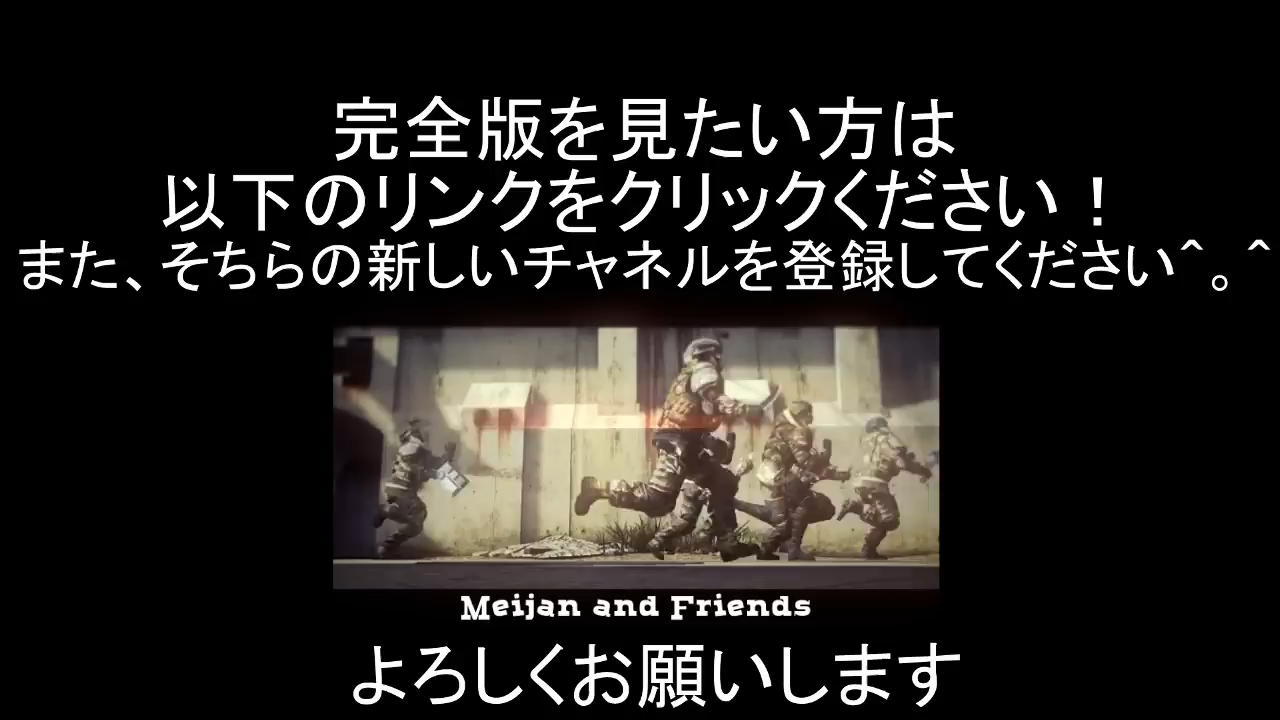 完全版を見たい方は
以下のリンクをクリックください！
また、そちらの新しいチャネルを登録してください^。^
Meijan and Friends
よろしくお願いします